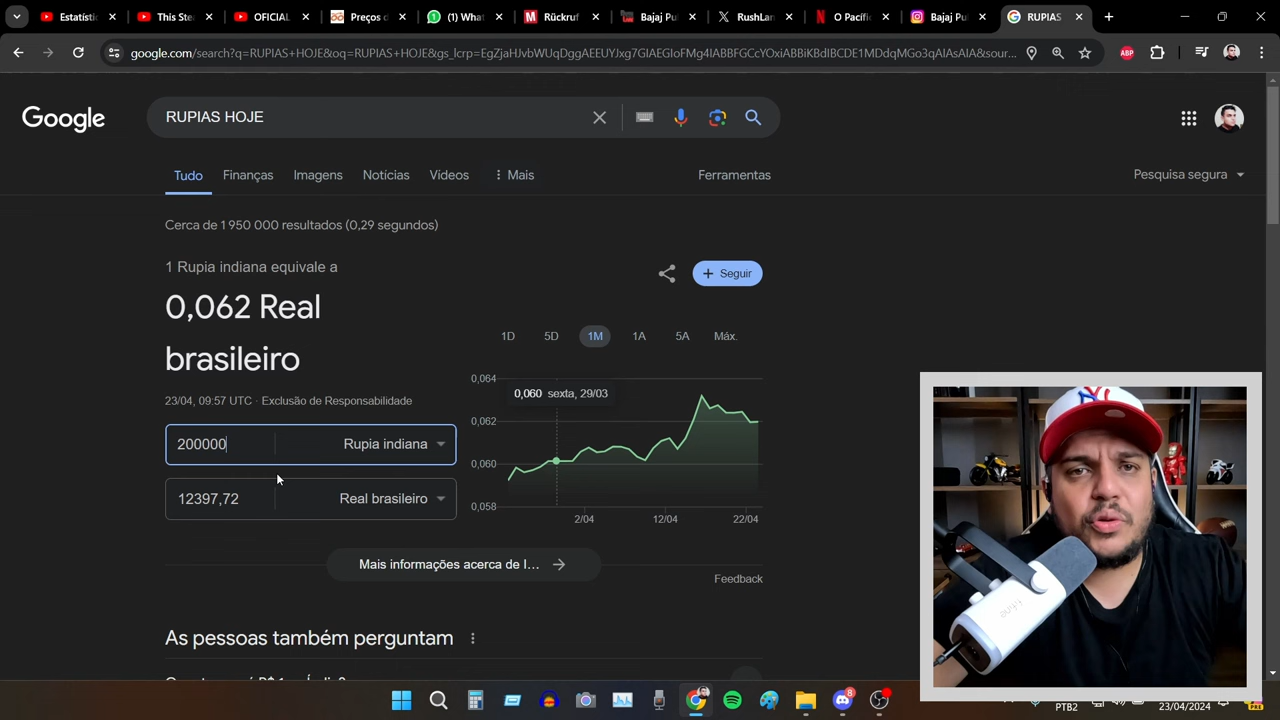 Estatísti
This Ste
OFICIAL
Preços d
(1) What
Rückruf
Bajaj Pu
RushLan
O Pacífic
Bajaj Pu
RUPIAS
google.com/search?q=RUPIAS+HOJE&oq=RUPIAS+HOJE&gs_lcrp=
ABP
Google
RUPIAS HOJE
Tudo
Finanças
Imagens
Notícias
Vídeos
Mais
Ferramentas
Pesquisa segura
Cerca de 1 950 000 resultados (0,29 segundos)
1 Rupia indiana equivale a
Seguir
0,062 Real
brasileiro
1D
5D
1M
1A
5A
Máx.
0,064
0,060 sexta, 29/03
23/04, 09:57 UTC · Exclusão de Responsabilidade
0,062
200000
Rupia indiana
0,060
12397,72
Real brasileiro
0,058
2/04
12/04
22/04
Mais informações acerca de I...
Feedback
As pessoas também perguntam
PTB2
23/04/2024